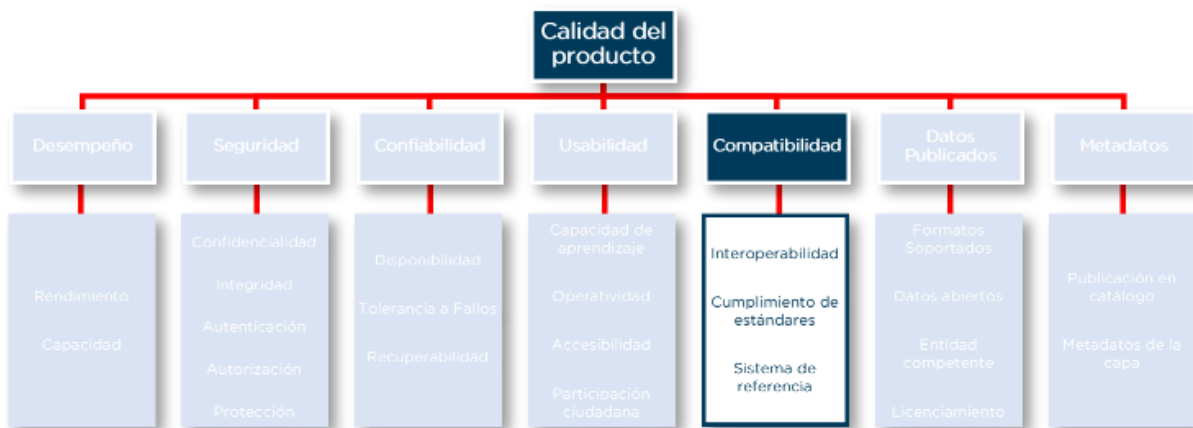 Calidad del
producto
Desempeño
Seguridad
Confiabilidad
Usabilidad
Compatibilidad
Datos
Publicados
Metadatos
Rendimiento
Capacidad
Confidencialidad
Integridad
Autenticación
Autorización
Protección
Disponibilidad
Tolerancia a Fallos
Recuperabilidad
Capacidad de
aprendizaje
Operatividad
Accesibilidad
Participación
ciudadana
Interoperabilidad
Cumplimiento de
estándares
Sistema de
referencia
Formatos
Soportados
Datos abiertos
Entidad
competente
Licenciamiento
Publicación en
catálogo
Metadatos de la
capa